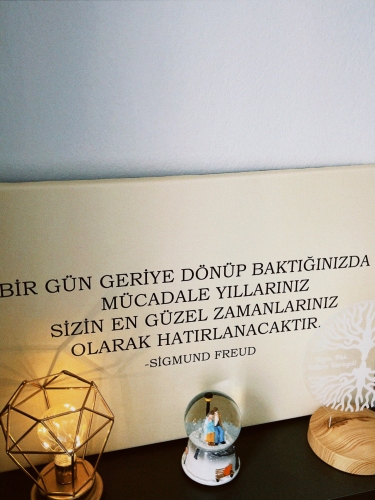 BİR GÜN GERİYE DÖNÜP BAKTIĞINIZDA
MÜCADALE YILLARINIZ
SİZİN EN GÜZEL ZAMANLARINIZ
OLARAK HATIRLANACAKTIR.
-SİGMUND FREUD